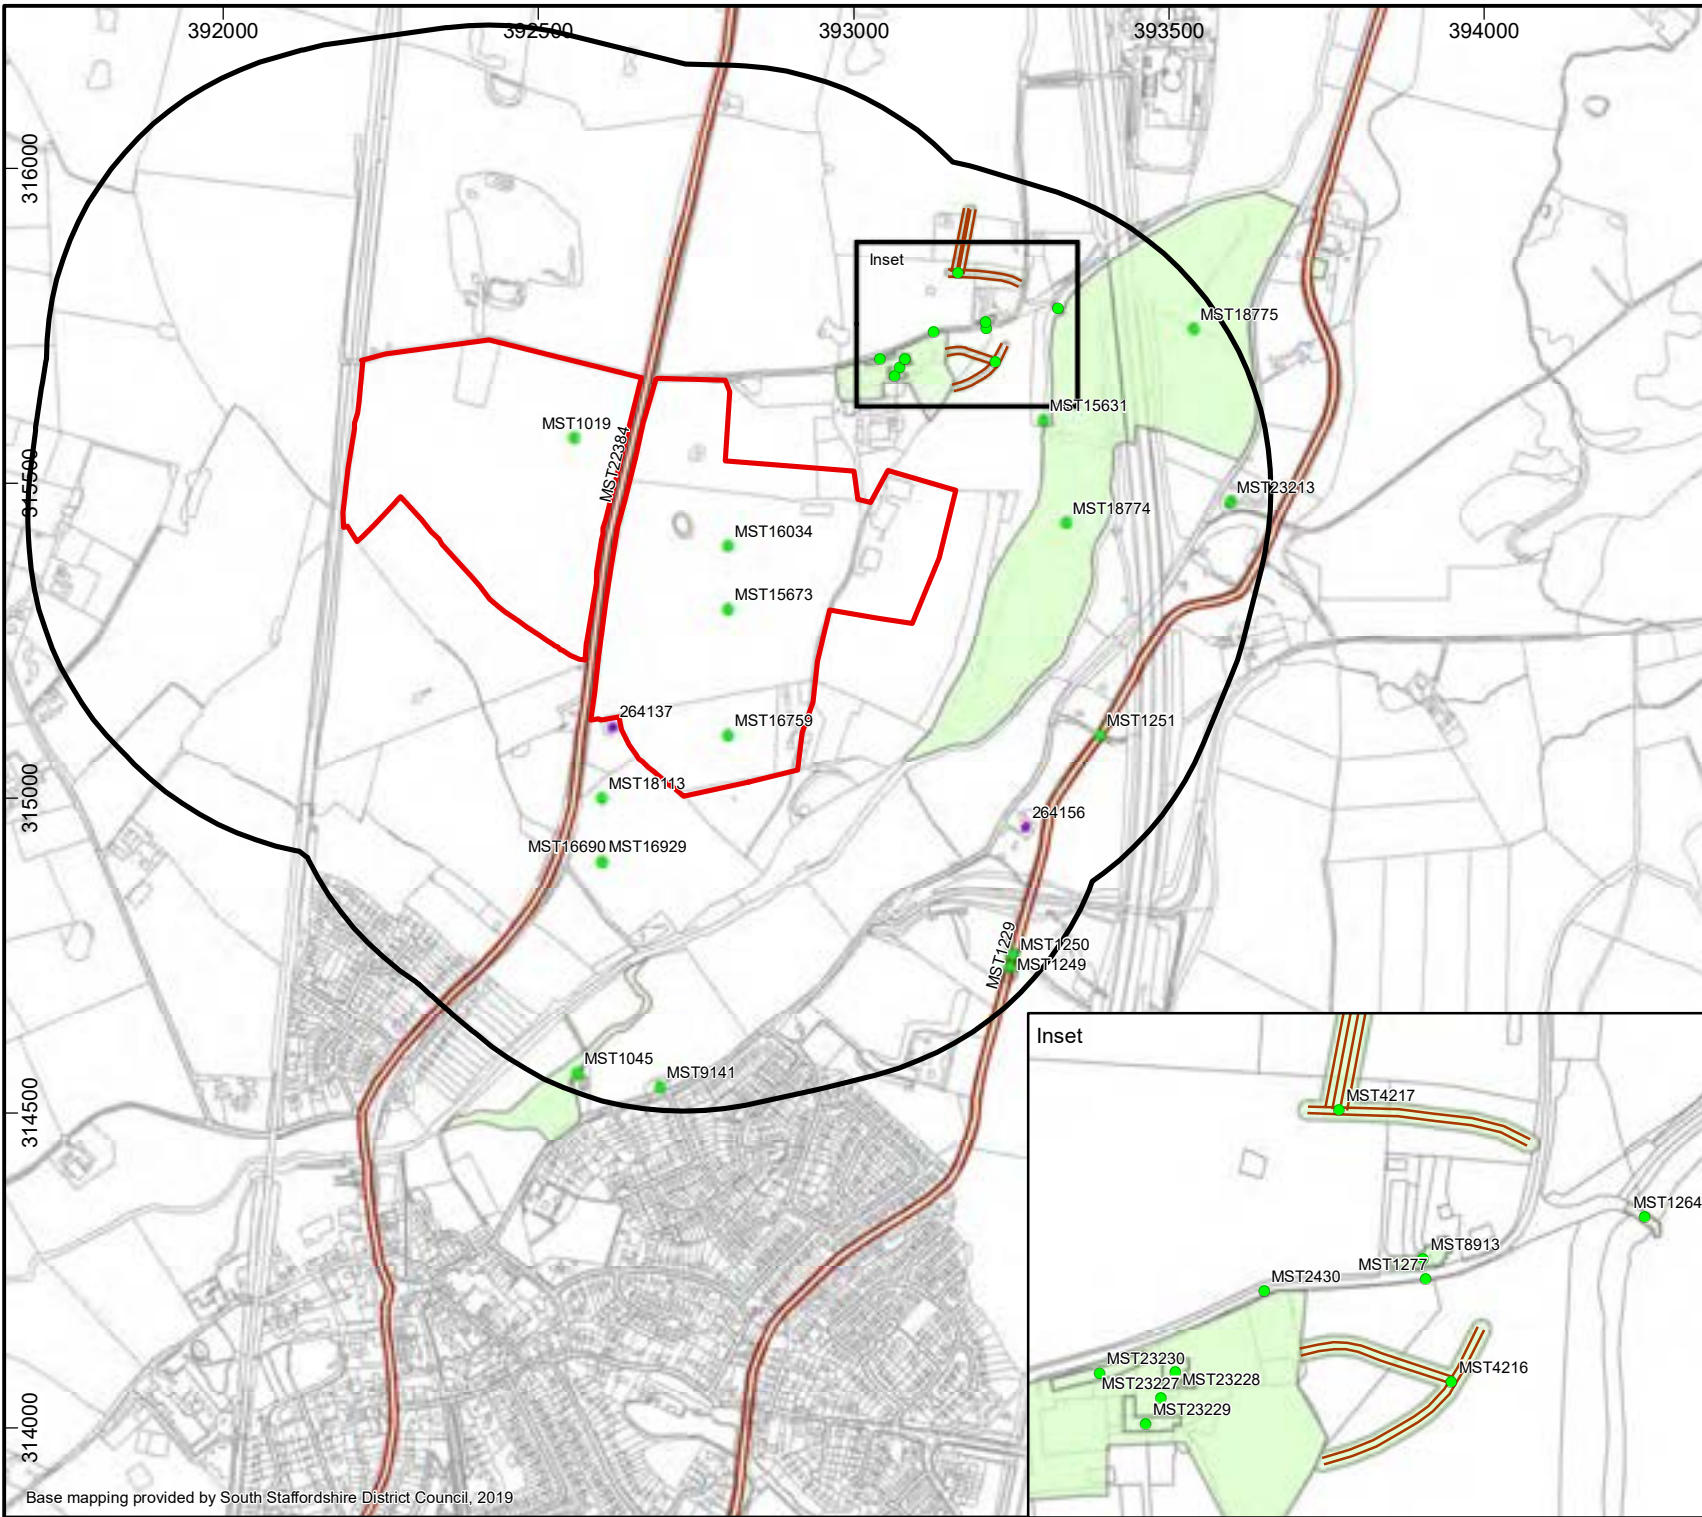 392000
392500
393000
393500
394000
316000
315500
315000
314500
314000
Inset
MST18775
MST15631
MST1019
MST22384
MST23213
MST18774
MST16034
MST15673
264137
MST16759
MST1251
MST18113
264156
MST16690 MST16929
MST1229
MST1250
MST1249
MST1045
MST9141
Inset
MST4217
MST1264
MST8913
MST1277
MST2430
MST4216
MST23230
MST23227
MST23228
MST23229
Base mapping provided by South Staffordshire District Council, 2019